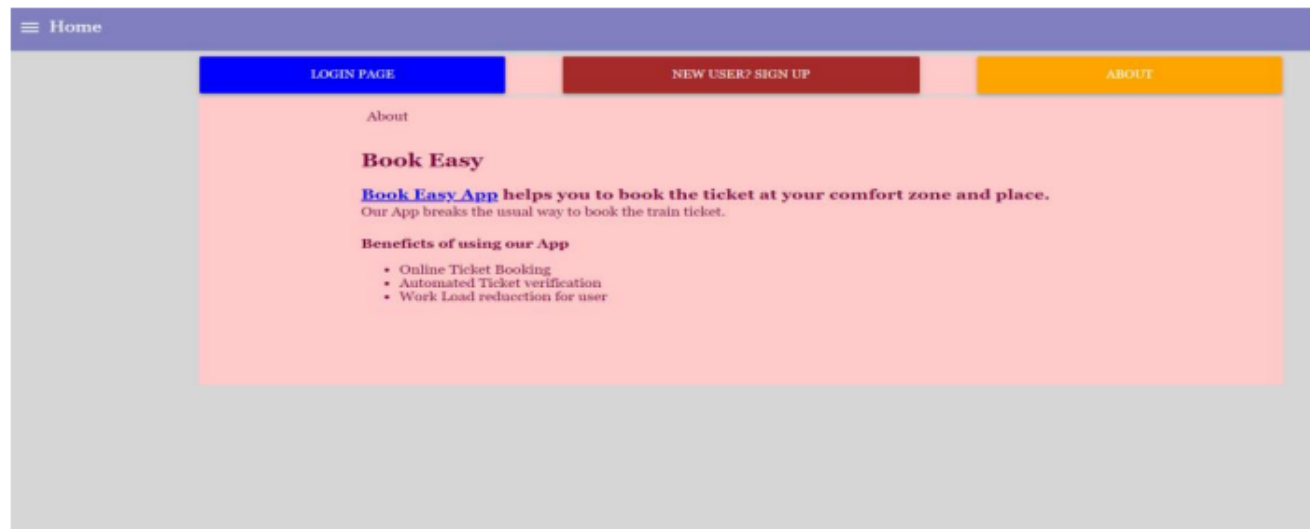 Home
LOGIN PAGE
NEW USER? SIGN UP
ABOUT
About
Book Easy
Book Easy App helps you to book the ticket at your comfort zone and place.
Our App breaks the usual way to book the train ticket.
Beneficts of using our App
Online Ticket Booking
Automated Ticket verification
Work Load reducction for user